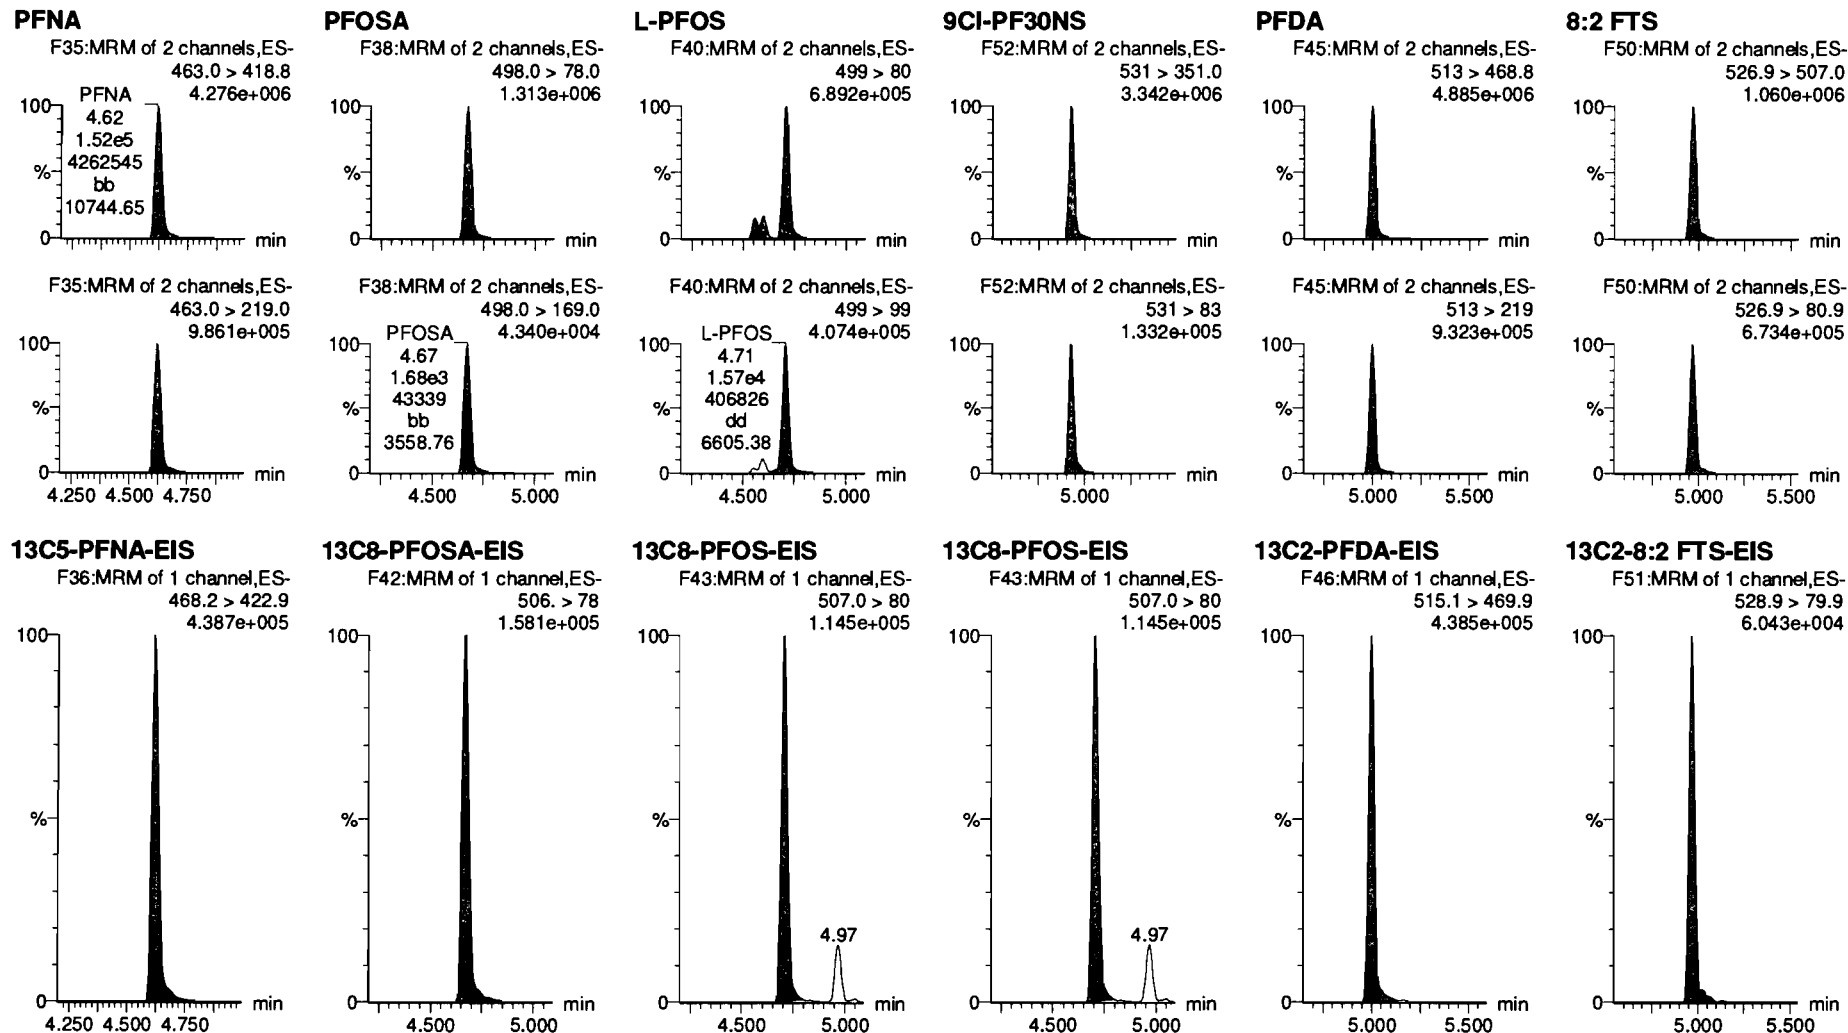 PFNA
F35:MRM of 2 channels,ES-
463.0 > 418.8
4.276e+006
PFNA
4.62
1.52e5
4262545
bb
10744.65
100
%
0
min
F35:MRM of 2 channels,ES-
463.0 > 219.0
9.861e+005
100
%
0
min
4.250 4.500 4.750
PFOSA
F38:MRM of 2 channels,ES-
498.0 > 78.0
1.313e+006
100
%
0
min
F38:MRM of 2 channels,ES-
498.0 > 169.0
4.340e+004
PFOSA
4.67
1.68e3
43339
bb
3558.76
100
%
0
min
4.500 5.000
L-PFOS
F40:MRM of 2 channels,ES-
499 > 80
6.892e+005
100
%
0
min
F40:MRM of 2 channels,ES-
499 > 99
4.074e+005
L-PFOS
4.71
1.57e4
406826
dd
6605.38
100
%
0
min
4.500 5.000
9Cl-PF30NS
F52:MRM of 2 channels,ES-
531 > 351.0
3.342e+006
100
%
0
min
F52:MRM of 2 channels,ES-
531 > 83
1.332e+005
100
%
0
min
5.000
PFDA
F45:MRM of 2 channels,ES-
513 > 468.8
4.885e+006
100
%
0
min
F45:MRM of 2 channels,ES-
513 > 219
9.323e+005
100
%
0
min
5.000 5.500
8:2 FTS
F50:MRM of 2 channels,ES-
526.9 > 507.0
1.060e+006
100
%
0
min
F50:MRM of 2 channels,ES-
526.9 > 80.9
6.734e+005
100
%
0
min
5.000 5.500
13C5-PFNA-EIS
F36:MRM of 1 channel,ES-
468.2 > 422.9
4.387e+005
100
%
0
min
4.250 4.500 4.750
13C8-PFOSA-EIS
F42:MRM of 1 channel,ES-
506. > 78
1.581e+005
100
%
0
min
4.500 5.000
13C8-PFOS-EIS
F43:MRM of 1 channel,ES-
507.0 > 80
1.145e+005
100
%
4.97
0
min
4.500 5.000
13C8-PFOS-EIS
F43:MRM of 1 channel,ES-
507.0 > 80
1.145e+005
100
%
4.97
0
min
4.500 5.000
13C2-PFDA-EIS
F46:MRM of 1 channel,ES-
515.1 > 469.9
4.385e+005
100
%
0
min
5.000 5.500
13C2-8:2 FTS-EIS
F51:MRM of 1 channel,ES-
528.9 > 79.9
6.043e+004
100
%
0
min
5.000 5.500